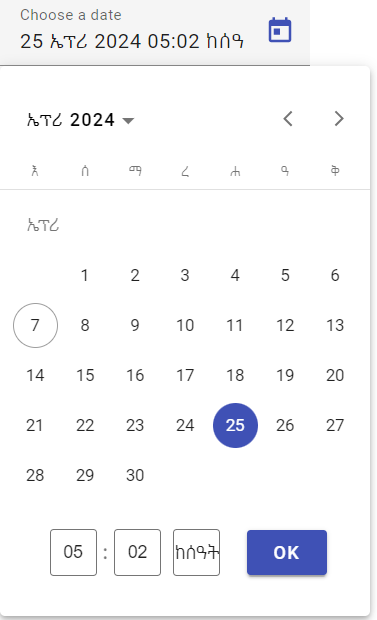 Choose a date
25 ኤፕሪ 2024 05:02 ከሰዓ
ኤፕሪ 2024
እ ሰ ማ ረ ሐ ዓ ቅ
ኤፕሪ
1 2 3 4 5 6
7 8 9 10 11 12 13
14 15 16 17 18 19 20
21 22 23 24 25 26 27
28 29 30
05 : 02 ከሰዓት OK